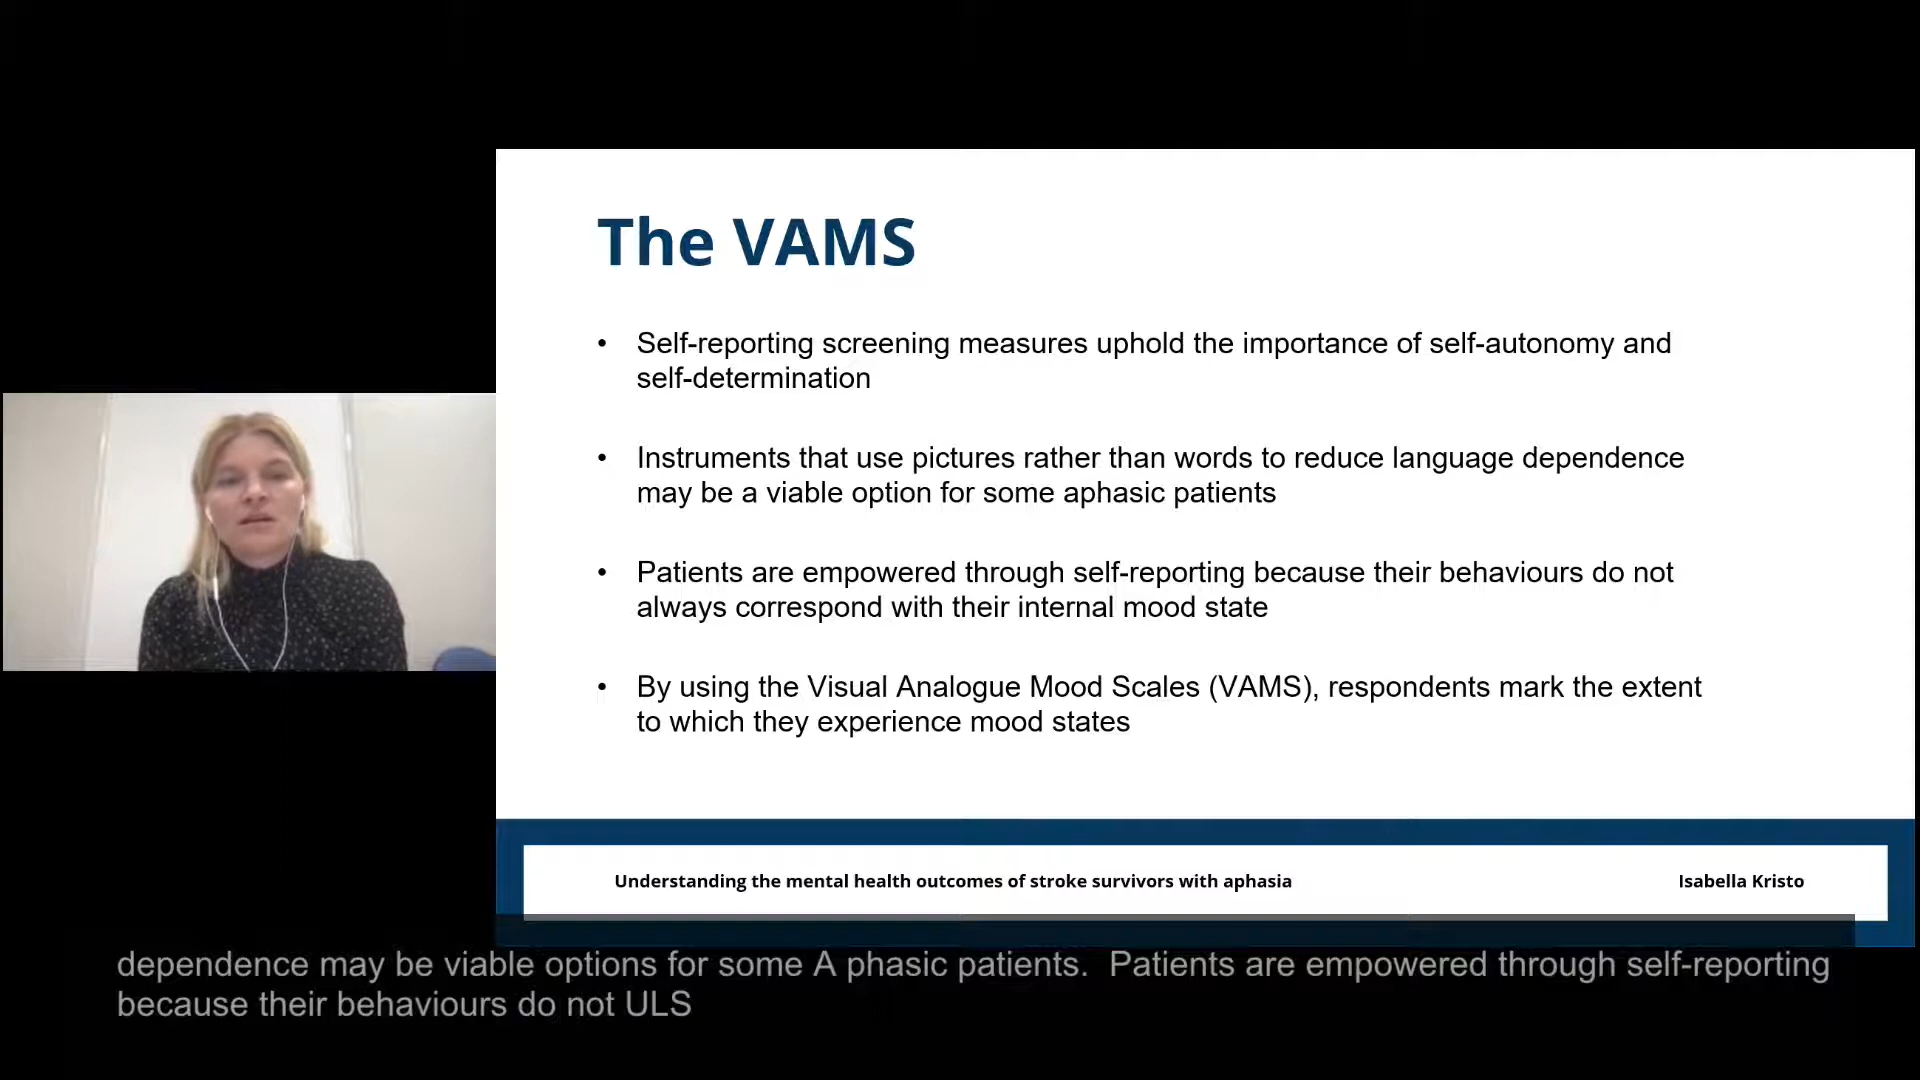 The VAMS
• Self-reporting screening measures uphold the importance of self-autonomy and
self-determination
• Instruments that use pictures rather than words to reduce language dependence
may be a viable option for some aphasic patients
• Patients are empowered through self-reporting because their behaviours do not
always correspond with their internal mood state
• By using the Visual Analogue Mood Scales (VAMS), respondents mark the extent
to which they experience mood states
Understanding the mental health outcomes of stroke survivors with aphasia
Isabella Kristo
dependence may be viable options for some A phasic patients.  Patients are empowered through self-reporting
because their behaviours do not ULS